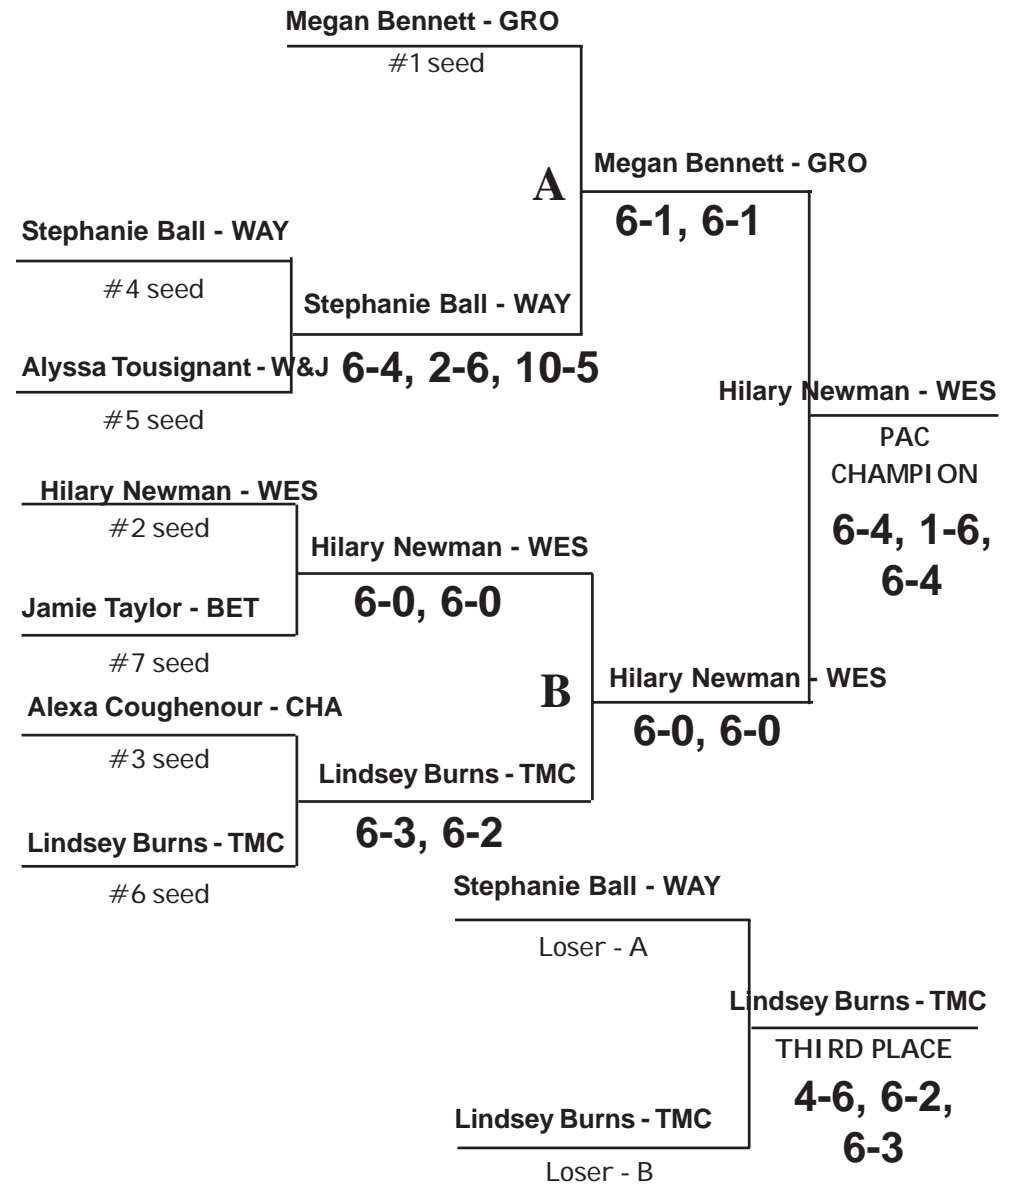 Megan Bennett - GRO
#1 seed
A
Megan Bennett - GRO
6-1, 6-1
Stephanie Ball - WAY
#4 seed
Stephanie Ball - WAY
Alyssa Tousignant - W&J
6-4, 2-6, 10-5
#5 seed
Hilary Newman - WES
PAC
CHAMPION
6-4, 1-6,
6-4
Hilary Newman - WES
#2 seed
Hilary Newman - WES
6-0, 6-0
Jamie Taylor - BET
#7 seed
B
Hilary Newman - WES
6-0, 6-0
Alexa Coughenour - CHA
#3 seed
Lindsey Burns - TMC
6-3, 6-2
Lindsey Burns - TMC
#6 seed
Stephanie Ball - WAY
Loser - A
Lindsey Burns - TMC
THIRD PLACE
4-6, 6-2,
6-3
Lindsey Burns - TMC
Loser - B